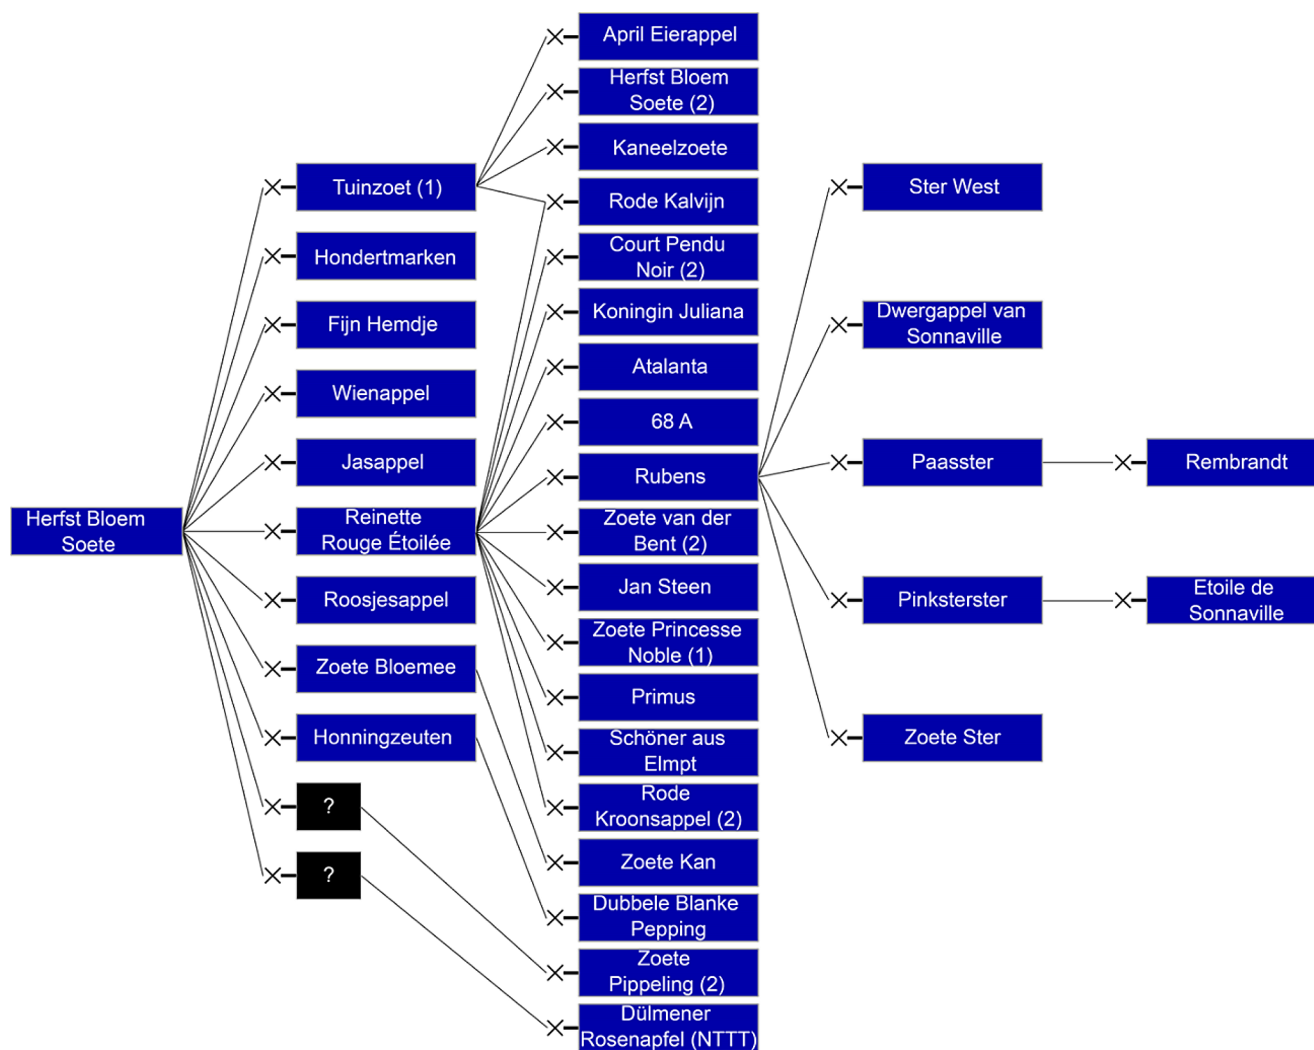 Herfst Bloem
Soete
Tuinzoet (1)
Hondertmarken
Fijn Hemdje
Wienappel
Jasappel
Reinette
Rouge Étoilée
Roosjesappel
Zoete Bloemee
Honningzeuten
?
?
April Eierappel
Herfst Bloem
Soete (2)
Kaneelzoete
Rode Kalvijn
Court Pendu
Noir (2)
Koningin Juliana
Atalanta
68 A
Rubens
Zoete van der
Bent (2)
Jan Steen
Zoete Princesse
Noble (1)
Primus
Schöner aus
Elmpt
Rode
Kroonsappel (2)
Zoete Kan
Dubbele Blanke
Pepping
Zoete
Pippeling (2)
Dülmener
Rosenapfel (NTTT)
Ster West
Dwergappel van
Sonnaville
Paasster
Pinksterster
Zoete Ster
Rembrandt
Etoile de
Sonnaville